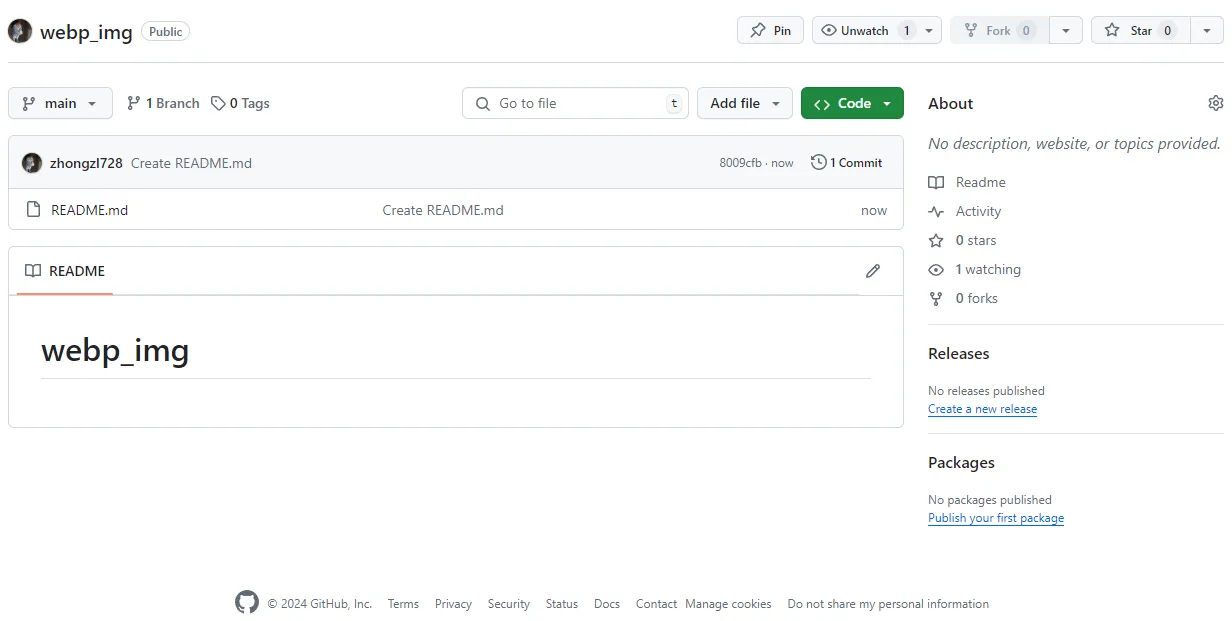 webp_img Public Pin Unwatch 1 Fork 0 Star 0
main 1 Branch 0 Tags Go to file t Add file Code
zhongzl728 Create README.md 8009cfb · now 1 Commit
README.md Create README.md now
README
webp_img
About
No description, website, or topics provided.
Readme
Activity
0 stars
1 watching
0 forks
Releases
No releases published
Create a new release
Packages
No packages published
Publish your first package
© 2024 GitHub, Inc. Terms Privacy Security Status Docs Contact Manage cookies Do not share my personal information